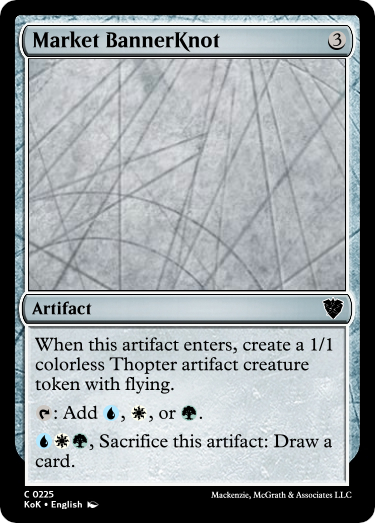 Market BannerKnot 3
Artifact
When this artifact enters, create a 1/1
colorless Thopter artifact creature
token with flying.
: Add , , or .
, Sacrifice this artifact: Draw a
card.
C 0225
KoK • English
Mackenzie, McGrath & Associates LLC